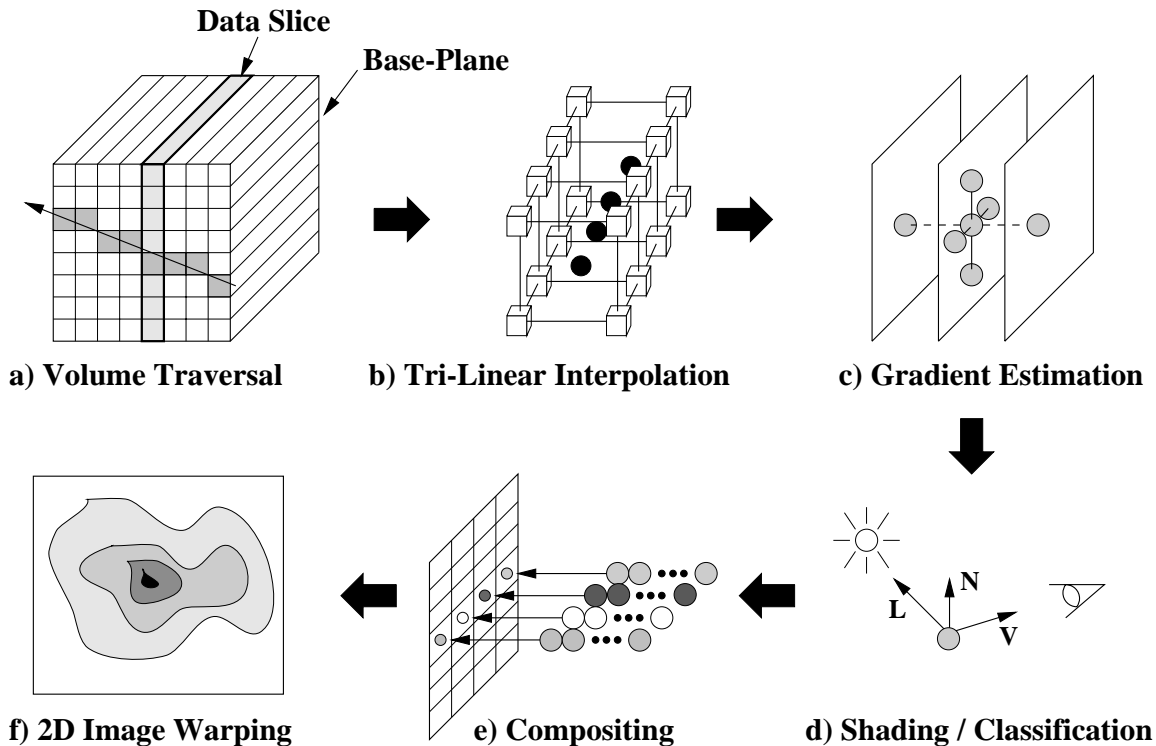 Data Slice
Base-Plane
a) Volume Traversal
b) Tri-Linear Interpolation
c) Gradient Estimation
L
N
V
f) 2D Image Warping
e) Compositing
d) Shading / Classification